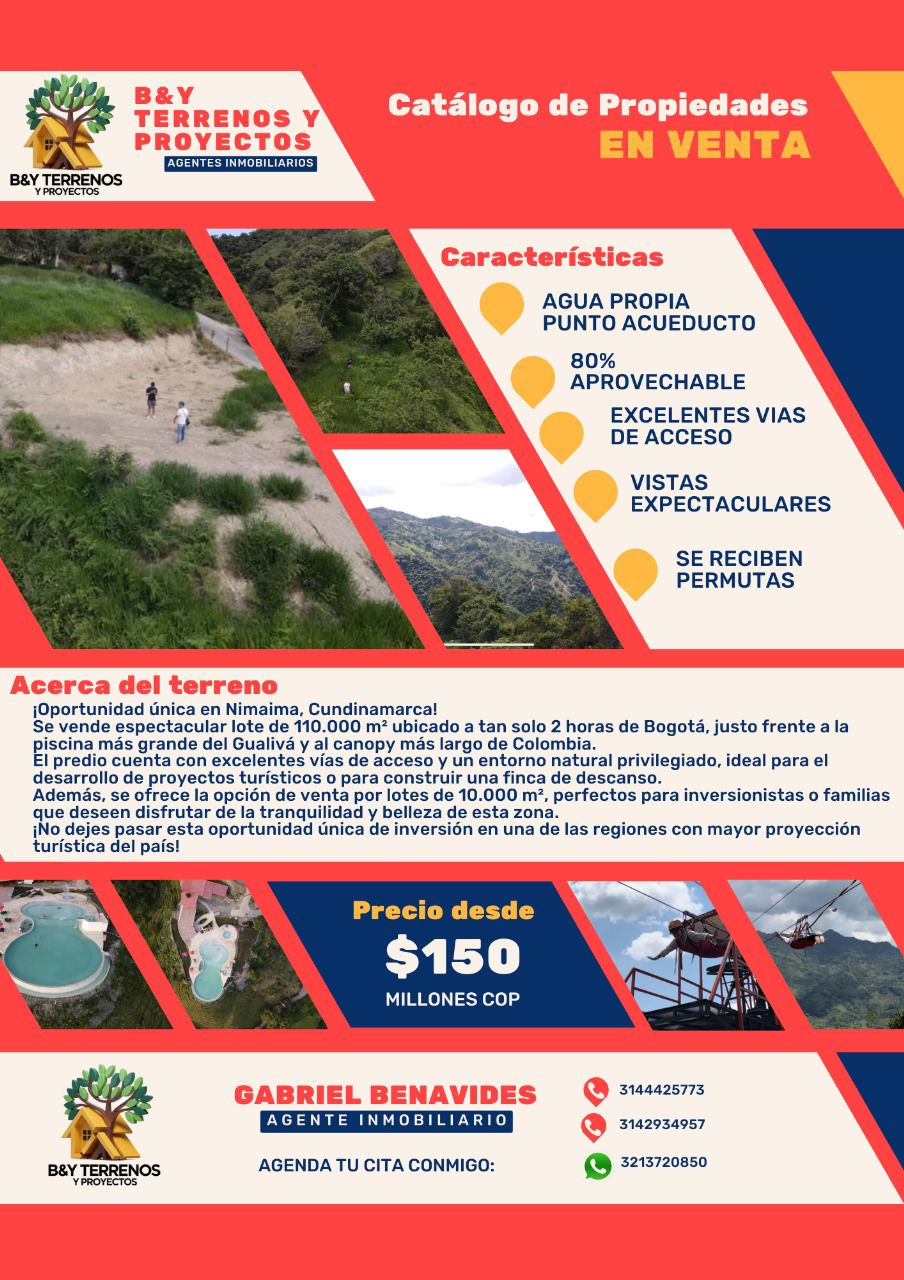 B&Y TERRENOS
Y PROYECTOS
B&Y
TERRENOS Y
PROYECTOS
AGENTES INMOBILIARIOS
Catálogo de Propiedades
EN VENTA
Características
AGUA PROPIA
PUNTO ACUEDUCTO
80%
APROVECHABLE
EXCELENTES VIAS
DE ACCESO
VISTAS
EXPECTACULARES
SE RECIBEN
PERMUTAS
Acerca del terreno
¡Oportunidad única en Nimaima, Cundinamarca!
Se vende espectacular lote de 110.000 m² ubicado a tan solo 2 horas de Bogotá, justo frente a la
piscina más grande del Gualivá y al canopy más largo de Colombia.
El predio cuenta con excelentes vías de acceso y un entorno natural privilegiado, ideal para el
desarrollo de proyectos turísticos o para construir una finca de descanso.
Además, se ofrece la opción de venta por lotes de 10.000 m², perfectos para inversionistas o familias
que deseen disfrutar de la tranquilidad y belleza de esta zona.
¡No dejes pasar esta oportunidad única de inversión en una de las regiones con mayor proyección
turística del país!
Precio desde
$150
MILLONES COP
B&Y TERRENOS
Y PROYECTOS
GABRIEL BENAVIDES
AGENTE INMOBILIARIO
AGENDA TU CITA CONMIGO:
3144425773
3142934957
3213720850